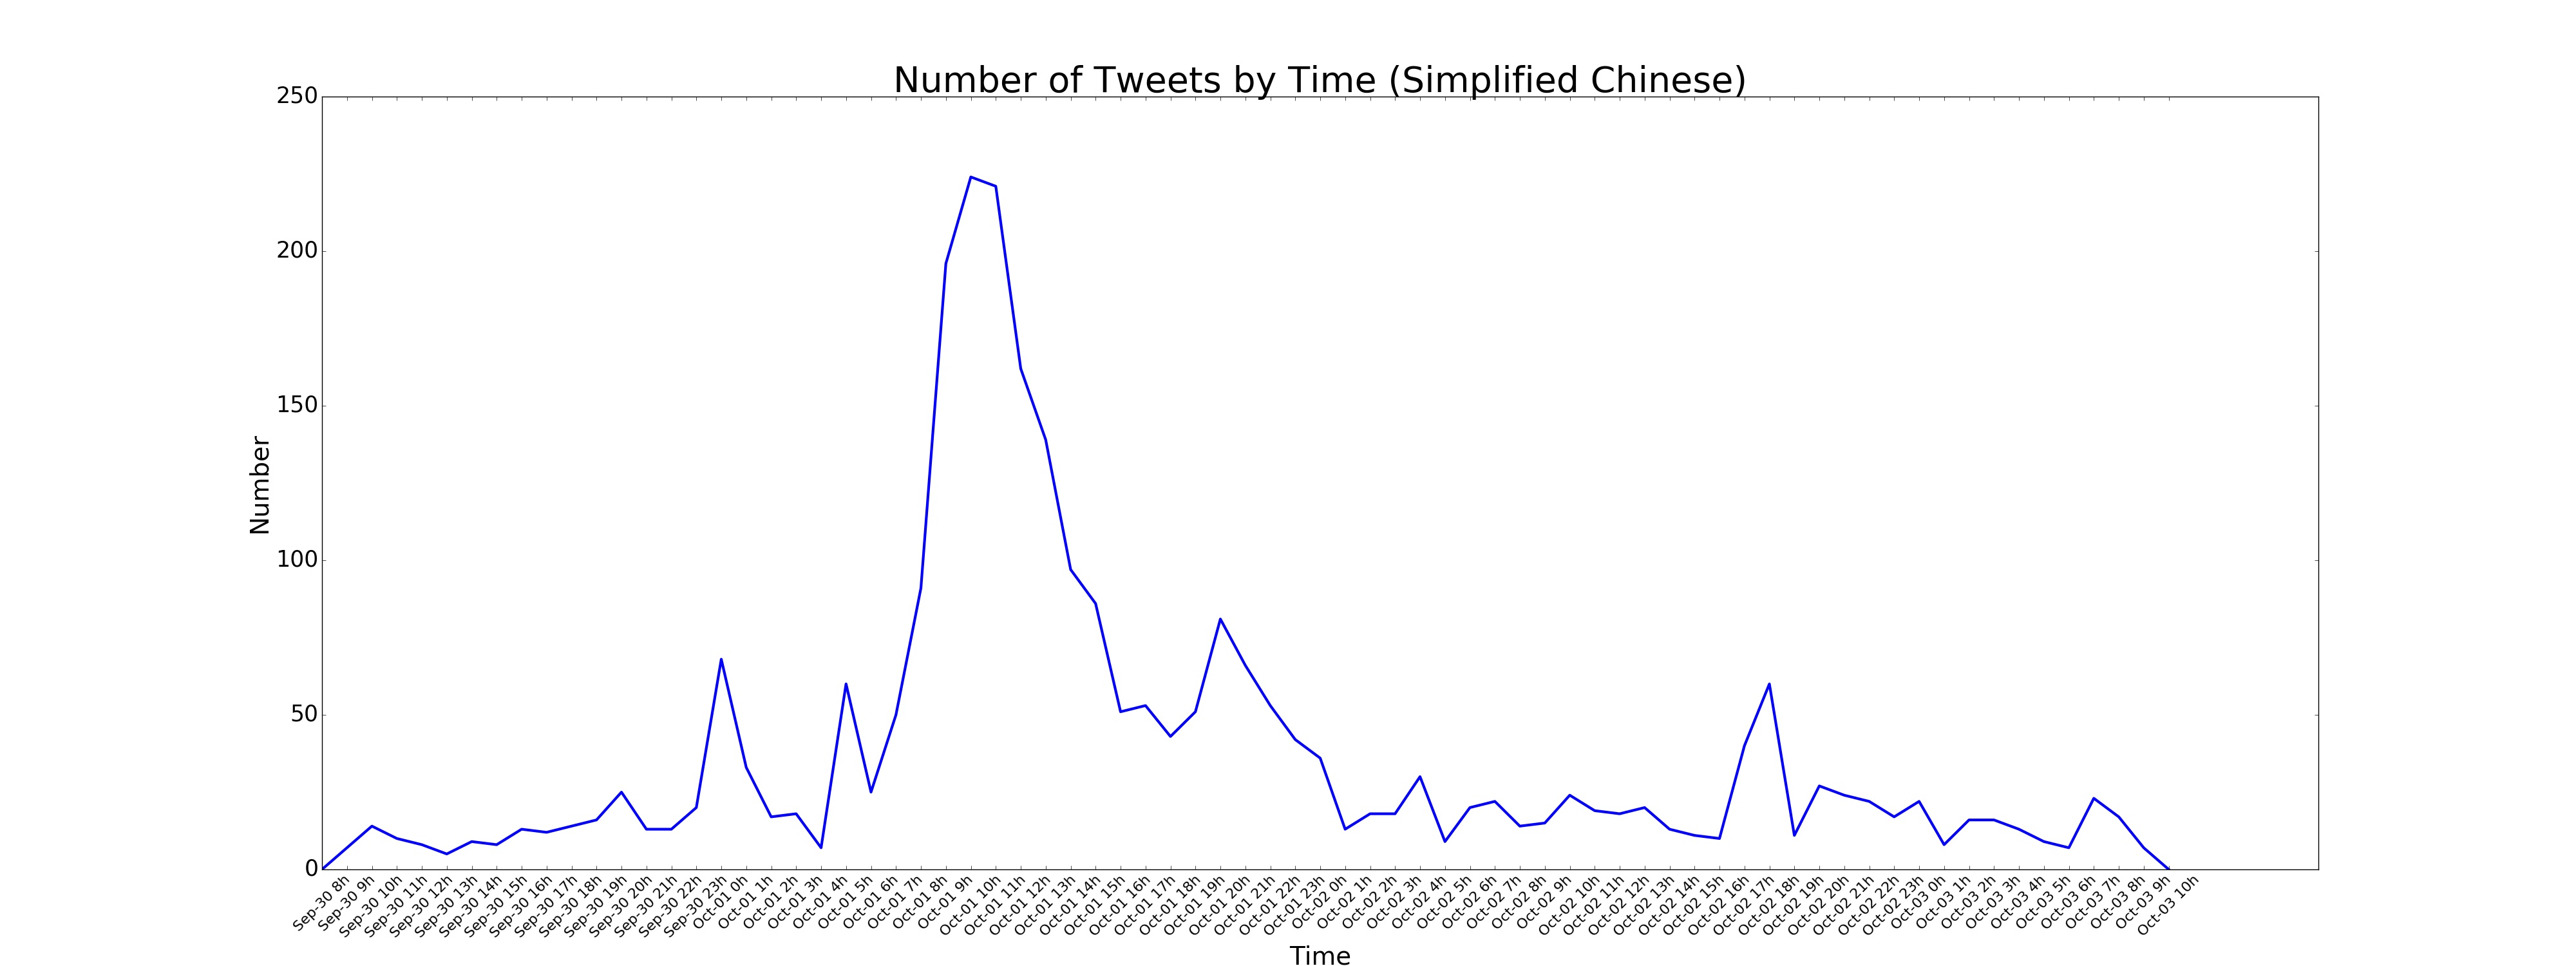 Number of Tweets by Time (Simplified Chinese)
250
200
150
100
50
0
Number
Sep-30 8h
Sep-30 9h
Sep-30 10h
Sep-30 11h
Sep-30 12h
Sep-30 13h
Sep-30 14h
Sep-30 15h
Sep-30 16h
Sep-30 17h
Sep-30 18h
Sep-30 19h
Sep-30 20h
Sep-30 21h
Sep-30 22h
Sep-30 23h
Oct-01 0h
Oct-01 1h
Oct-01 2h
Oct-01 3h
Oct-01 4h
Oct-01 5h
Oct-01 6h
Oct-01 7h
Oct-01 8h
Oct-01 9h
Oct-01 10h
Oct-01 11h
Oct-01 12h
Oct-01 13h
Oct-01 14h
Oct-01 15h
Oct-01 16h
Oct-01 17h
Oct-01 18h
Oct-01 19h
Oct-01 20h
Oct-01 21h
Oct-01 22h
Oct-01 23h
Oct-02 0h
Oct-02 1h
Oct-02 2h
Oct-02 3h
Oct-02 4h
Oct-02 5h
Oct-02 6h
Oct-02 7h
Oct-02 8h
Oct-02 9h
Oct-02 10h
Oct-02 11h
Oct-02 12h
Oct-02 13h
Oct-02 14h
Oct-02 15h
Oct-02 16h
Oct-02 17h
Oct-02 18h
Oct-02 19h
Oct-02 20h
Oct-02 21h
Oct-02 22h
Oct-02 23h
Oct-03 0h
Oct-03 1h
Oct-03 2h
Oct-03 3h
Oct-03 4h
Oct-03 5h
Oct-03 6h
Oct-03 7h
Oct-03 8h
Oct-03 9h
Oct-03 10h
Time